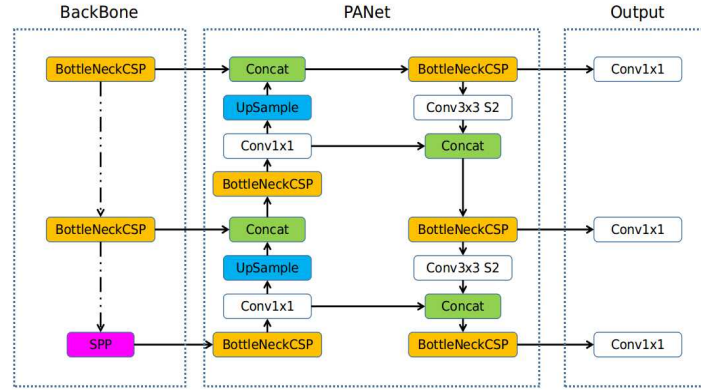 BackBone
PANet
Output
BottleNeckCSP
Concat
BottleNeckCSP
Conv1x1
UpSample
Conv3x3 S2
Conv1x1
Concat
BottleNeckCSP
BottleNeckCSP
Concat
BottleNeckCSP
Conv1x1
UpSample
Conv3x3 S2
Conv1x1
Concat
SPP
BottleNeckCSP
BottleNeckCSP
Conv1x1